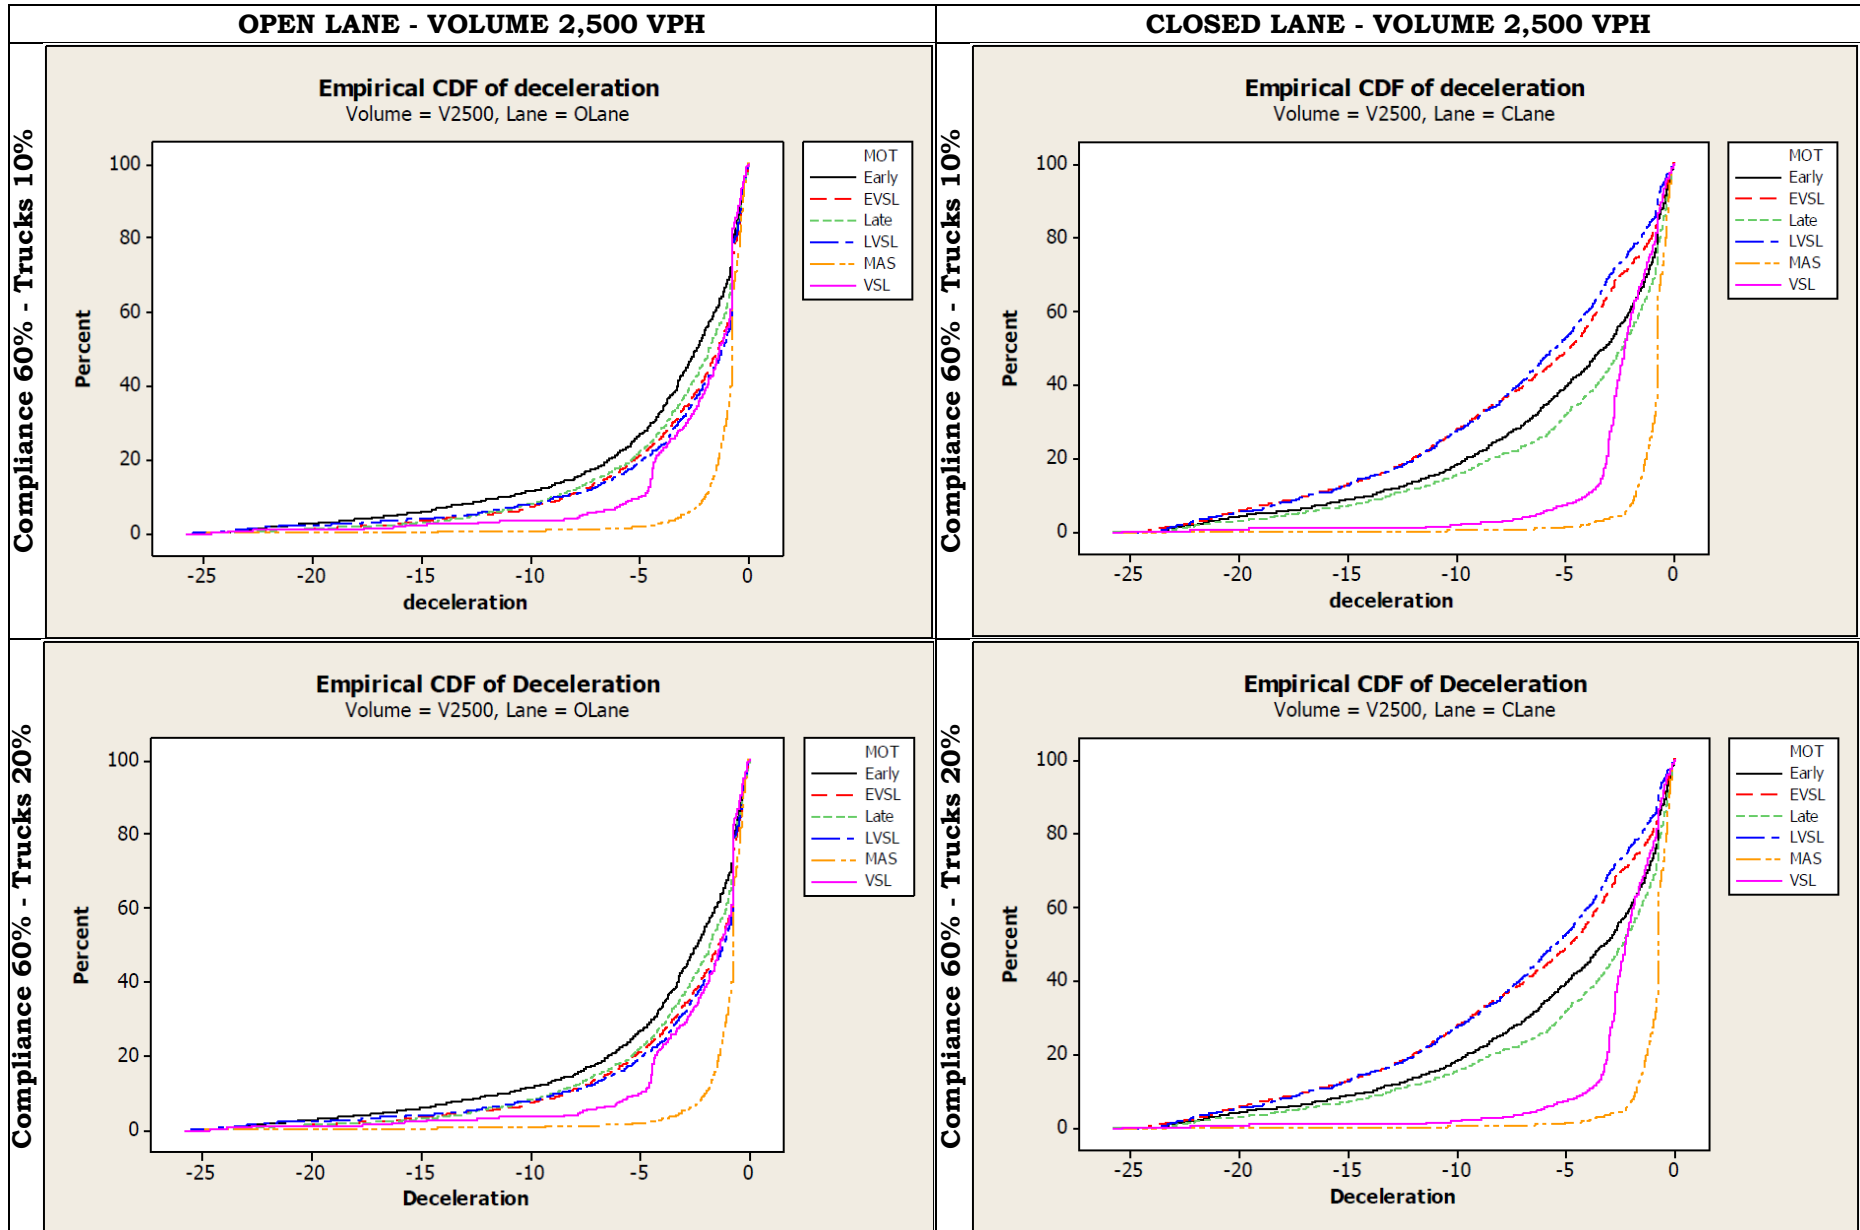 OPEN LANE - VOLUME 2,500 VPH
CLOSED LANE - VOLUME 2,500 VPH
Compliance 60% - Trucks 10%
Empirical CDF of deceleration
Volume = V2500, Lane = OLane
Percent
100
80
60
40
20
0
-25
-20
-15
-10
-5
0
deceleration
MOT
Early
EVSL
Late
LVSL
MAS
VSL
Compliance 60% - Trucks 10%
Empirical CDF of deceleration
Volume = V2500, Lane = CLane
Percent
100
80
60
40
20
0
-25
-20
-15
-10
-5
0
deceleration
MOT
Early
EVSL
Late
LVSL
MAS
VSL
Compliance 60% - Trucks 20%
Empirical CDF of Deceleration
Volume = V2500, Lane = OLane
Percent
100
80
60
40
20
0
-25
-20
-15
-10
-5
0
Deceleration
MOT
Early
EVSL
Late
LVSL
MAS
VSL
Compliance 60% - Trucks 20%
Empirical CDF of Deceleration
Volume = V2500, Lane = CLane
Percent
100
80
60
40
20
0
-25
-20
-15
-10
-5
0
Deceleration
MOT
Early
EVSL
Late
LVSL
MAS
VSL